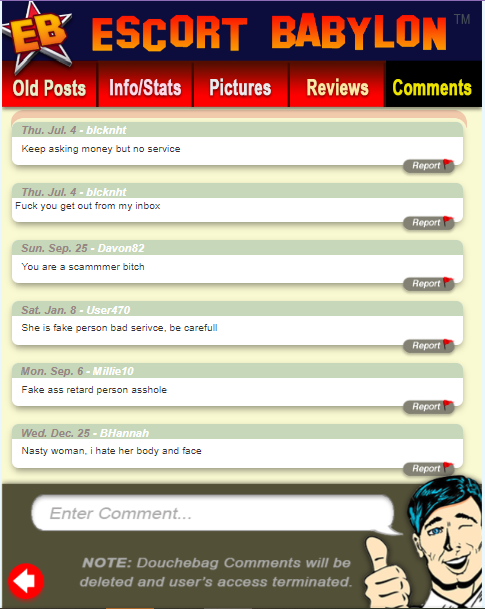 EB ESCORT BABYLON TM
Old Posts Info/Stats Pictures Reviews Comments
Thu. Jul. 4 - blcknht
Keep asking money but no service
Report
Thu. Jul. 4 - blcknht
Fuck you get out from my inbox
Report
Sun. Sep. 25 - Davon82
You are a scammmer bitch
Report
Sat. Jan. 8 - User470
She is fake person bad serivce, be carefull
Report
Mon. Sep. 6 - Millie10
Fake ass retard person asshole
Report
Wed. Dec. 25 - BHannah
Nasty woman, i hate her body and face
Report
Enter Comment...
NOTE: Douchebag Comments will be
deleted and user's access terminated.